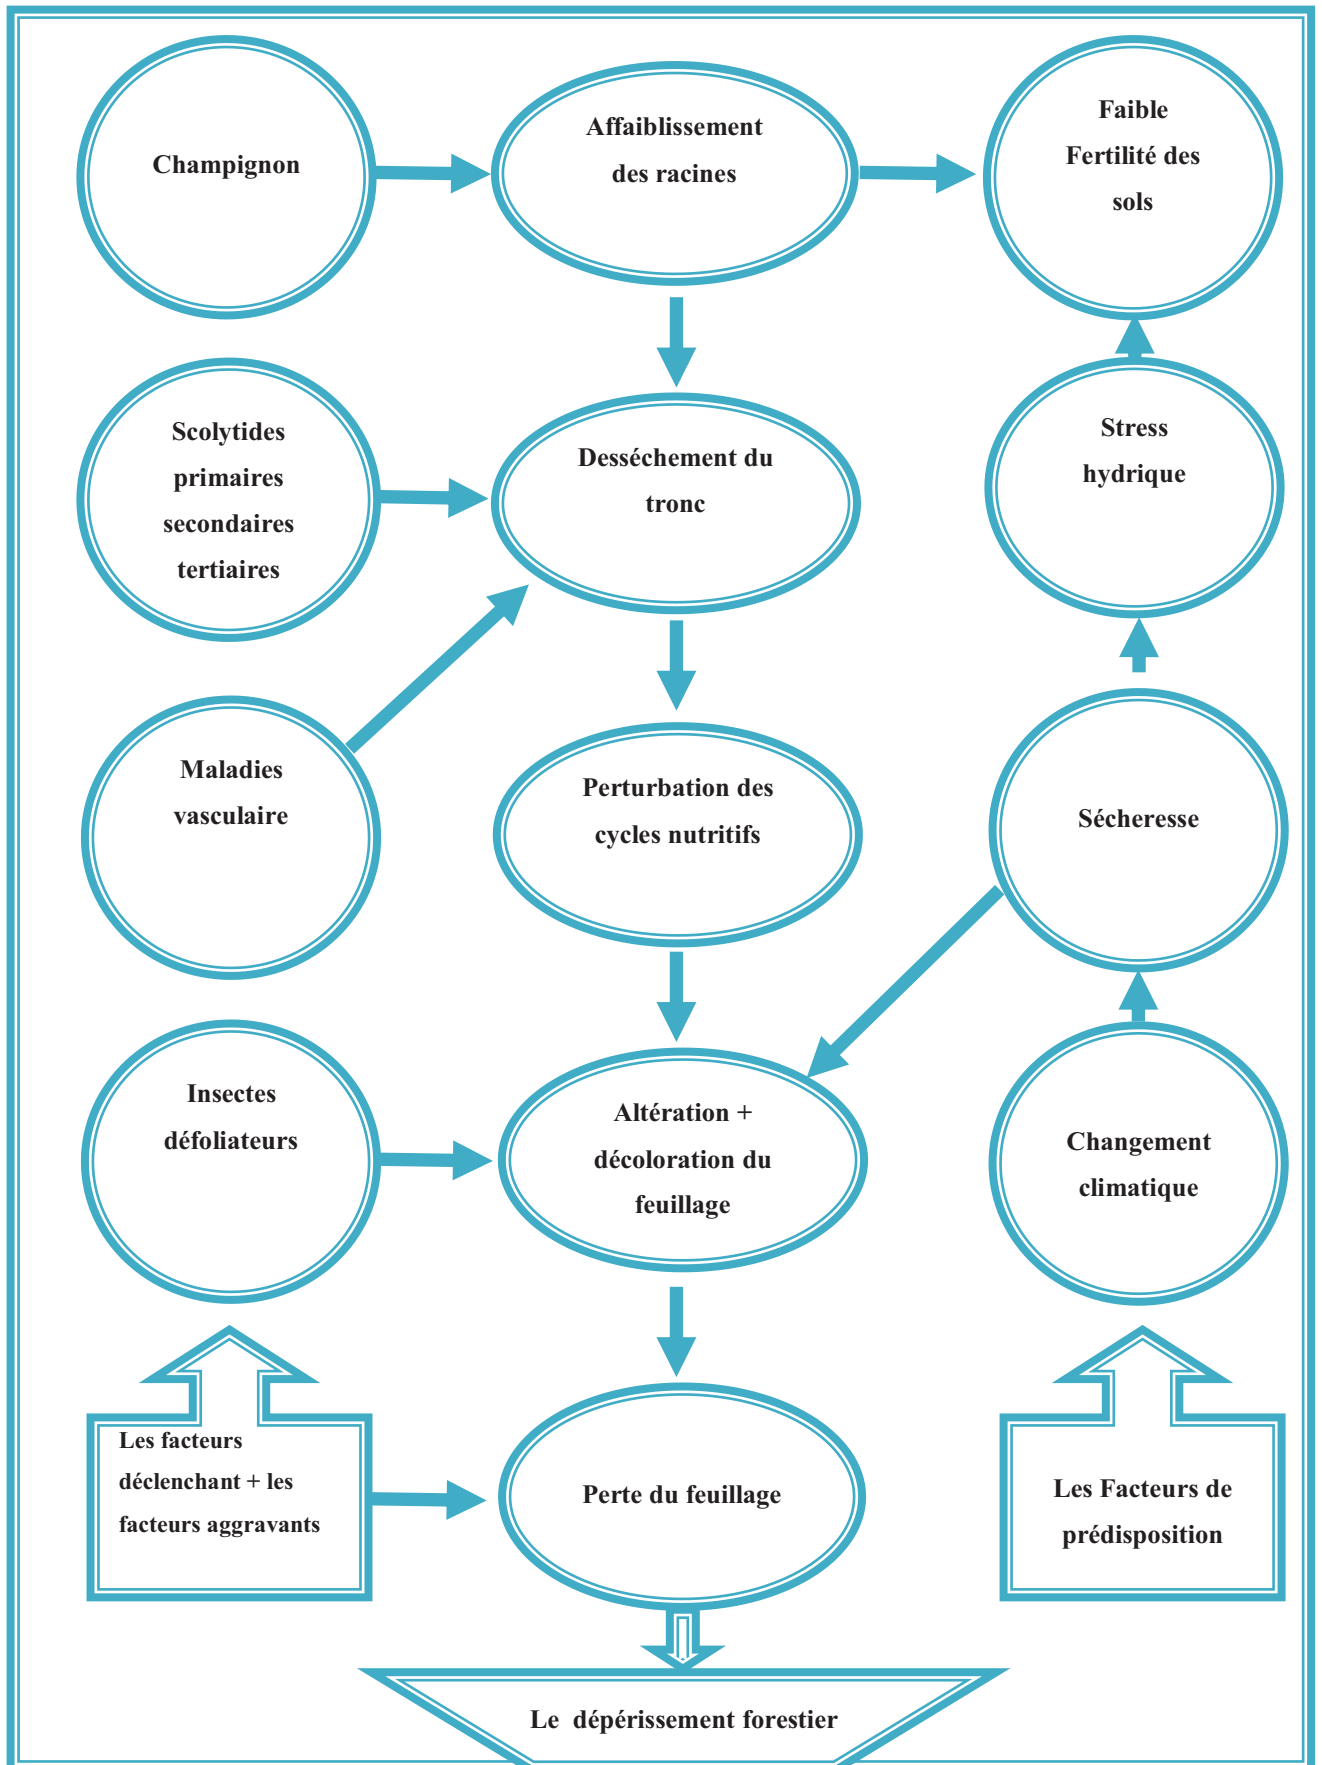 Champignon
Affaiblissement
des racines
Faible
Fertilité des
sols
Scolytides
primaires
secondaires
tertiaires
Desséchement du
tronc
Stress
hydrique
Maladies
vasculaire
Perturbation des
cycles nutritifs
Sécheresse
Insectes
défoliateurs
Altération +
décoloration du
feuillage
Changement
climatique
Les facteurs
déclenchant + les
facteurs aggravants
Perte du feuillage
Les Facteurs de
prédisposition
Le dépérissement forestier